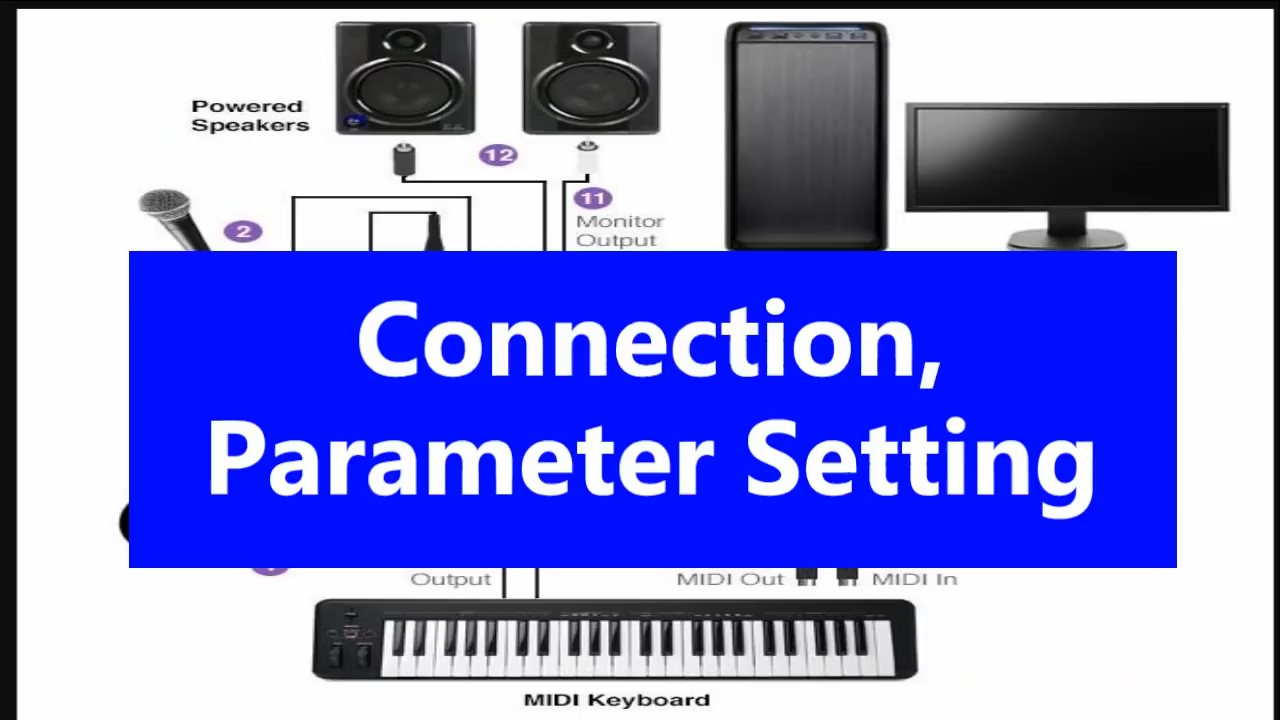 Powered
Speakers
12
11
2
Monitor
Output
Connection,
Parameter Setting
Output
MIDI Out
MIDI In
MIDI Keyboard